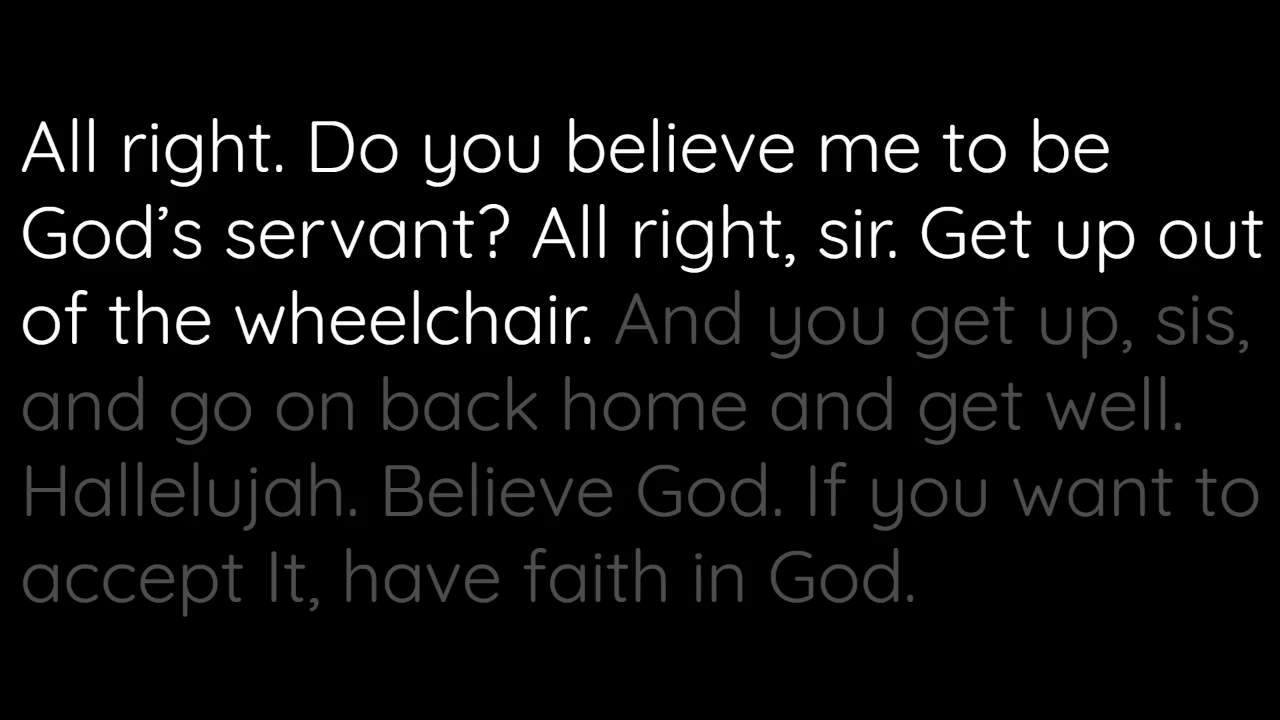 All right. Do you believe me to be
God’s servant? All right, sir. Get up out
of the wheelchair. And you get up, sis,
and go on back home and get well.
Hallelujah. Believe God. If you want to
accept It, have faith in God.